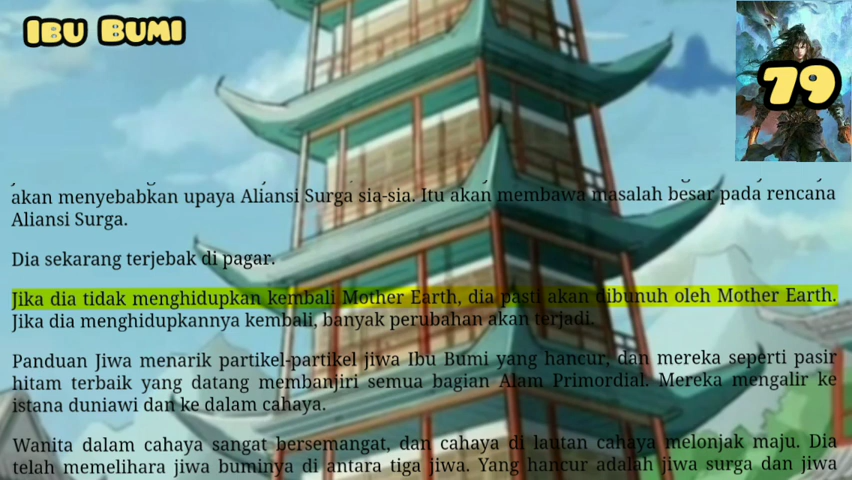 IBU BUMI
79
akan menyebabkan upaya Aliansi Surga sia-sia. Itu akan membawa masalah besar pada rencana
Aliansi Surga.
Dia sekarang terjebak di pagar.
Jika dia tidak menghidupkan kembali Mother Earth, dia pasti akan dibunuh oleh Mother Earth.
Jika dia menghidupkannya kembali, banyak perubahan akan terjadi.
Panduan Jiwa menarik partikel-partikel jiwa Ibu Bumi yang hancur, dan mereka seperti pasir
hitam terbaik yang datang membanjiri semua bagian Alam Primordial. Mereka mengalir ke
istana duniawi dan ke dalam cahaya.
Wanita dalam cahaya sangat bersemangat, dan cahaya di lautan cahaya melonjak maju. Dia
telah memelihara jiwa buminya di antara tiga jiwa. Yang hancur adalah jiwa surga dan jiwa